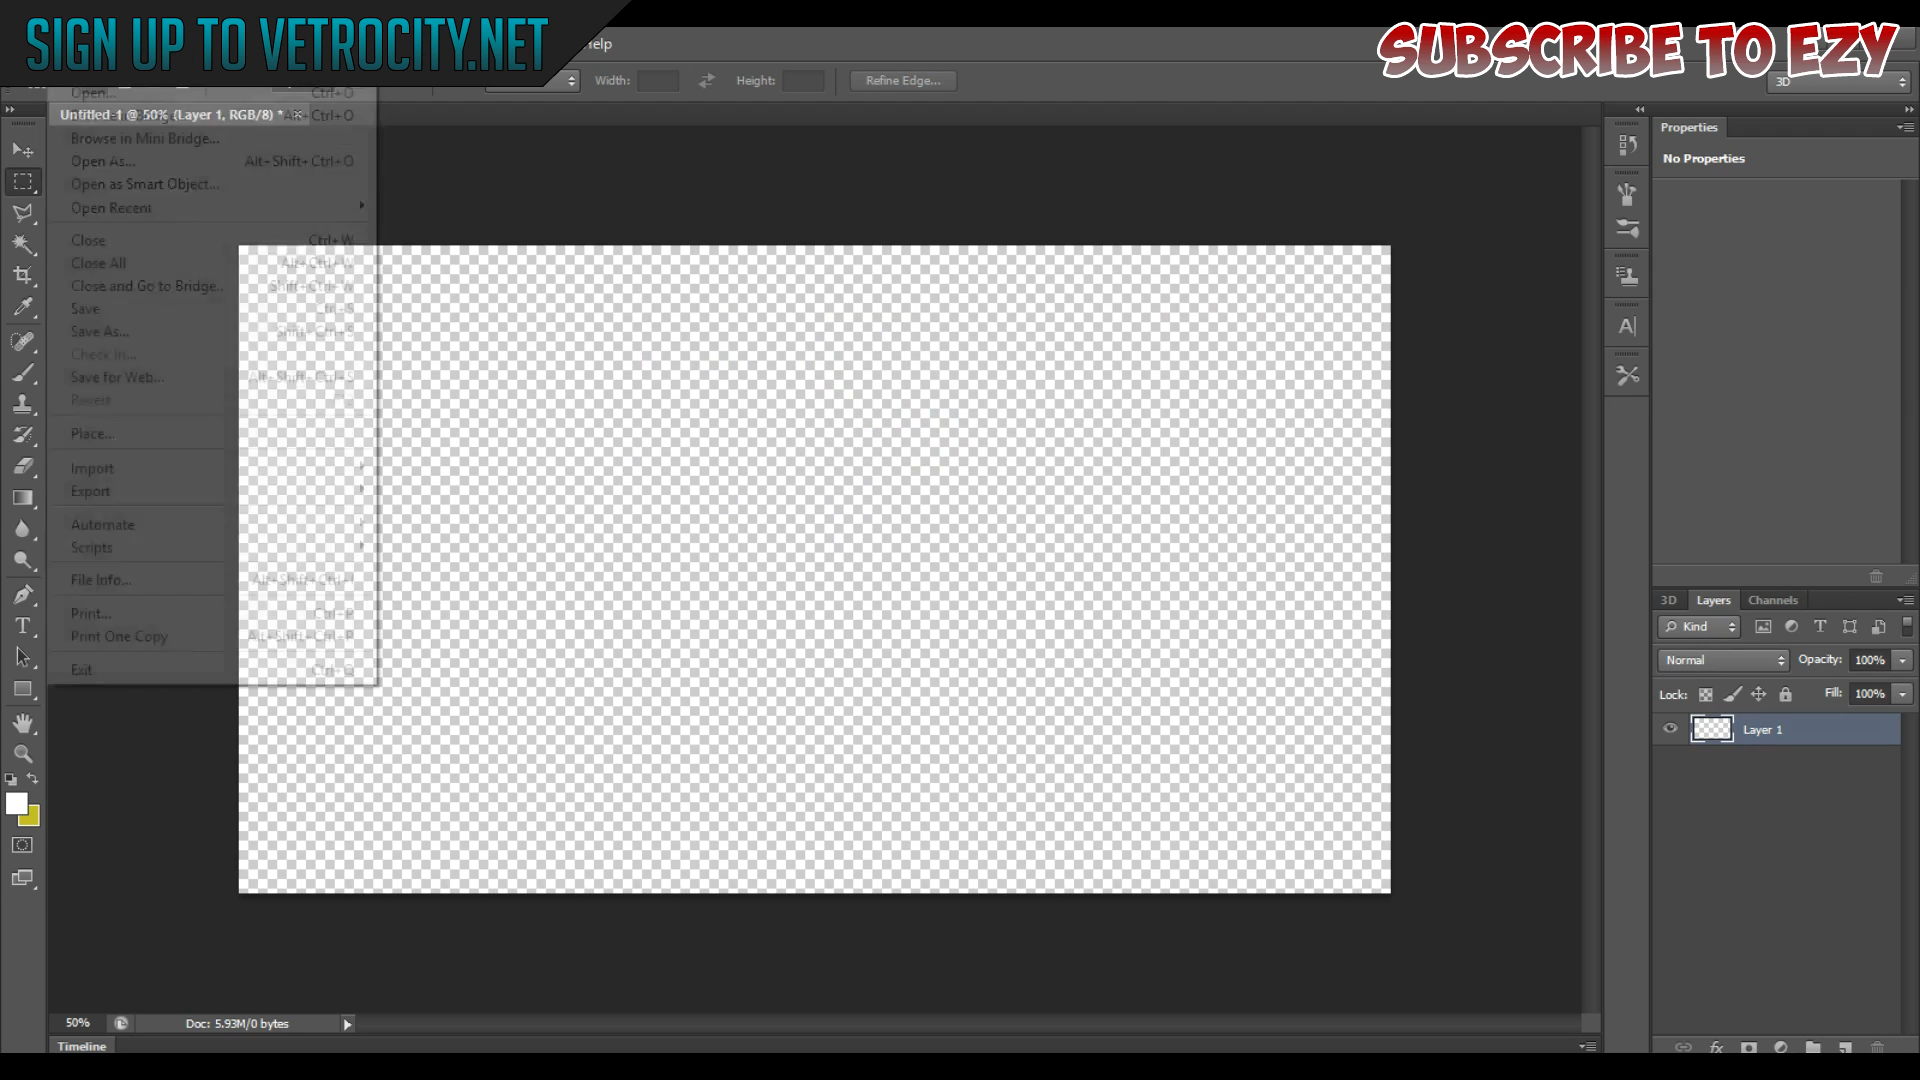 SIGN UP TO VETROCITY.NET
SUBSCRIBE TO EZY
Help
Width:
Height:
Refine Edge...
3D
Open... Ctrl+O
Untitled-1 @ 50% (Layer 1, RGB/8) * ×
Alt+Ctrl+O
Browse in Mini Bridge...
Open As... Alt+Shift+Ctrl+O
Open as Smart Object...
Open Recent
Close Ctrl+W
Close All Alt+Ctrl+W
Close and Go to Bridge... Shift+Ctrl+W
Save Ctrl+S
Save As... Shift+Ctrl+S
Check In...
Save for Web... Alt+Shift+Ctrl+S
Revert
Place...
Import
Export
Automate
Scripts
File Info... Alt+Shift+Ctrl+I
Print... Ctrl+P
Print One Copy Alt+Shift+Ctrl+P
Exit Ctrl+Q
Properties
No Properties
3D Layers Channels
Kind
Normal Opacity: 100%
Lock: Fill: 100%
Layer 1
50% Doc: 5.93M/0 bytes
Timeline
fx